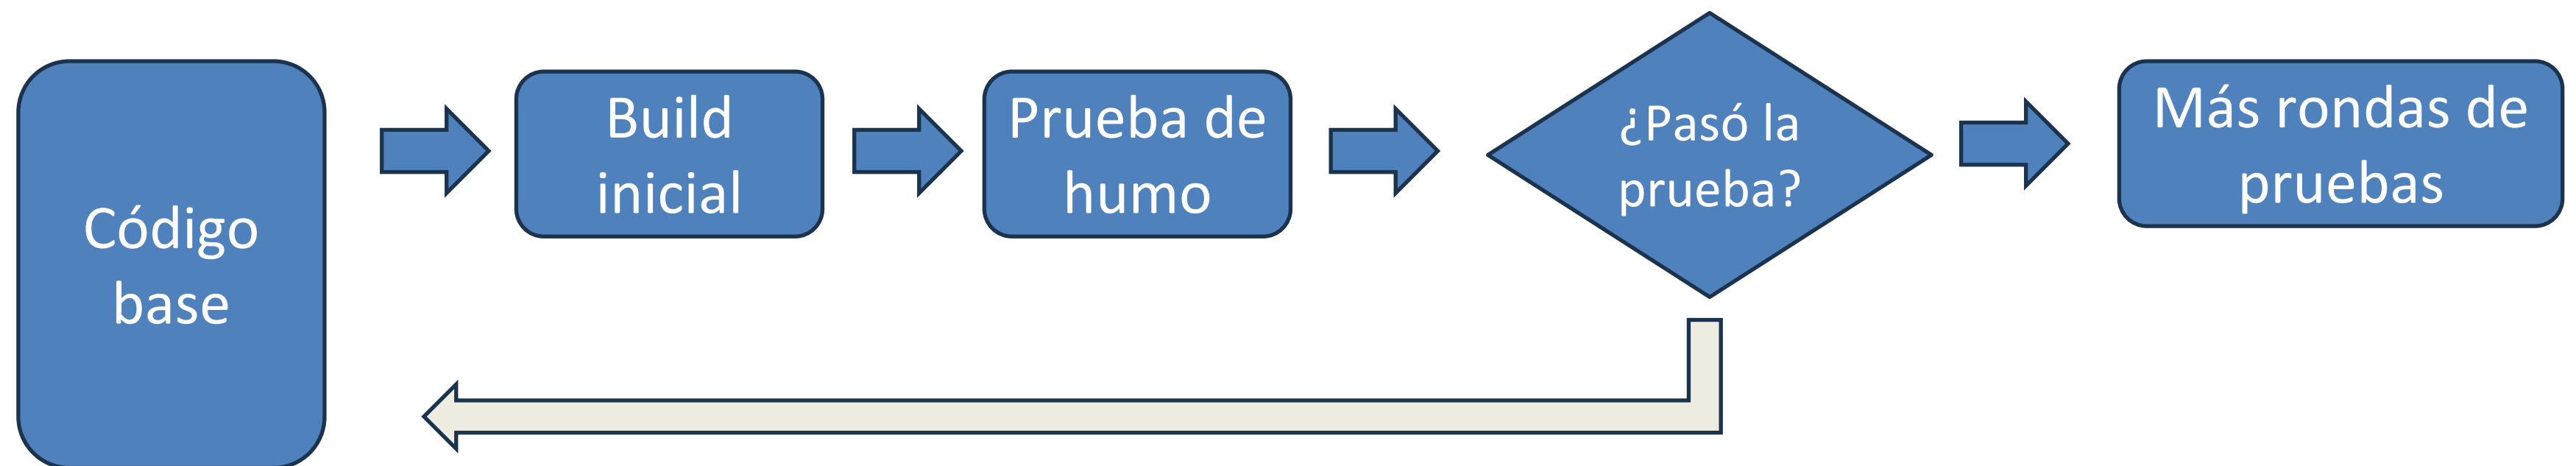 Código
base
Build
inicial
Prueba de
humo
¿Pasó la
prueba?
Más rondas de
pruebas